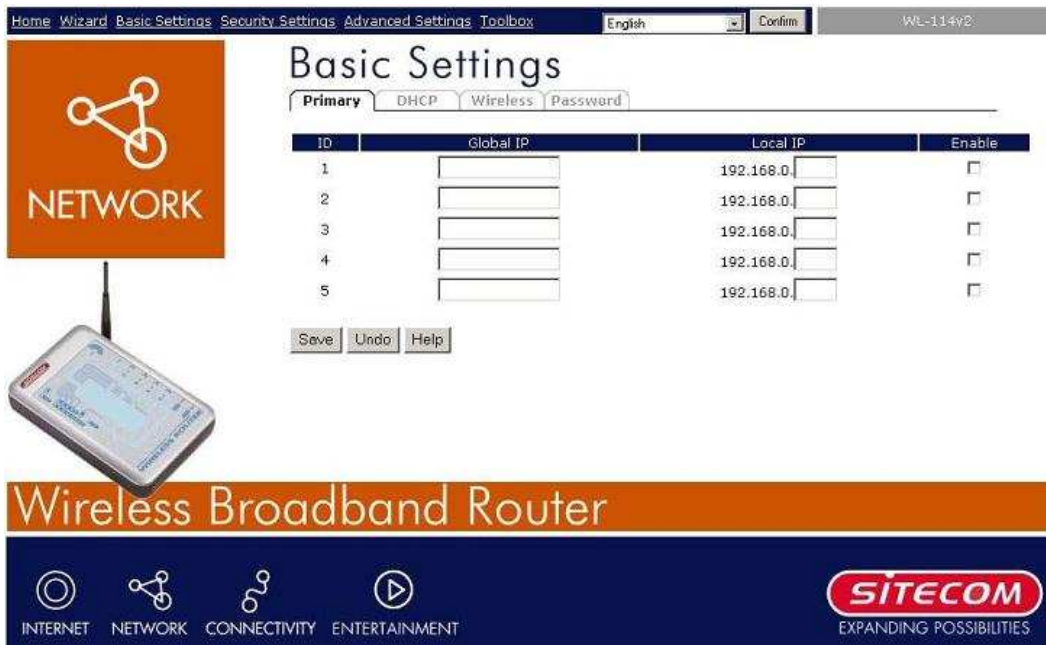 Home Wizard Basic Settings Security Settings Advanced Settings Toolbox English Confirm WL-114v2
Basic Settings
Primary DHCP Wireless Password
NETWORK
ID Global IP Local IP Enable
1 192.168.0.
2 192.168.0.
3 192.168.0.
4 192.168.0.
5 192.168.0.
Save Undo Help
SITECOM
WIRELESS ROUTER
Wireless Broadband Router
INTERNET NETWORK CONNECTIVITY ENTERTAINMENT
SITECOM
EXPANDING POSSIBILITIES